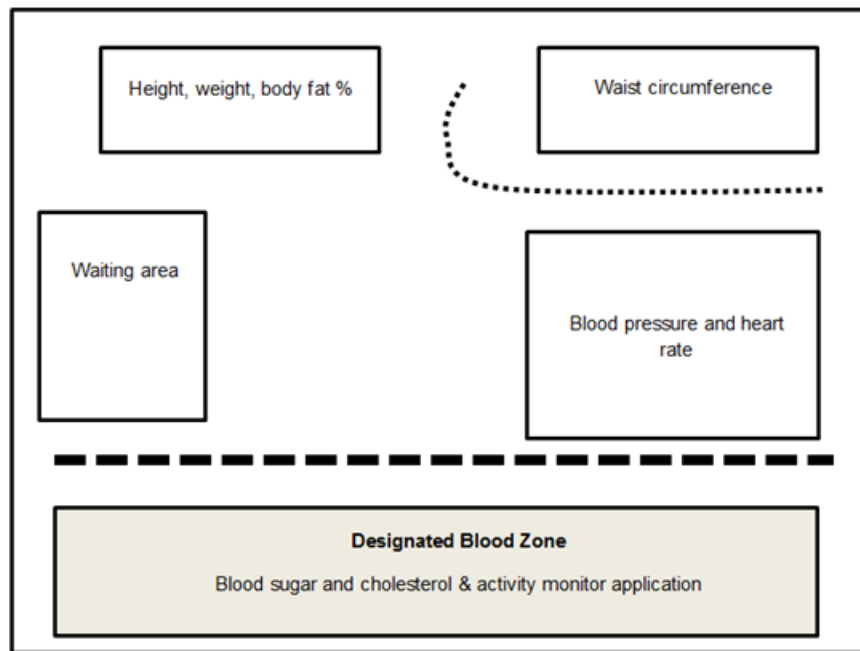 Height, weight, body fat %
Waist circumference
Waiting area
Blood pressure and heart
rate
Designated Blood Zone
Blood sugar and cholesterol & activity monitor application